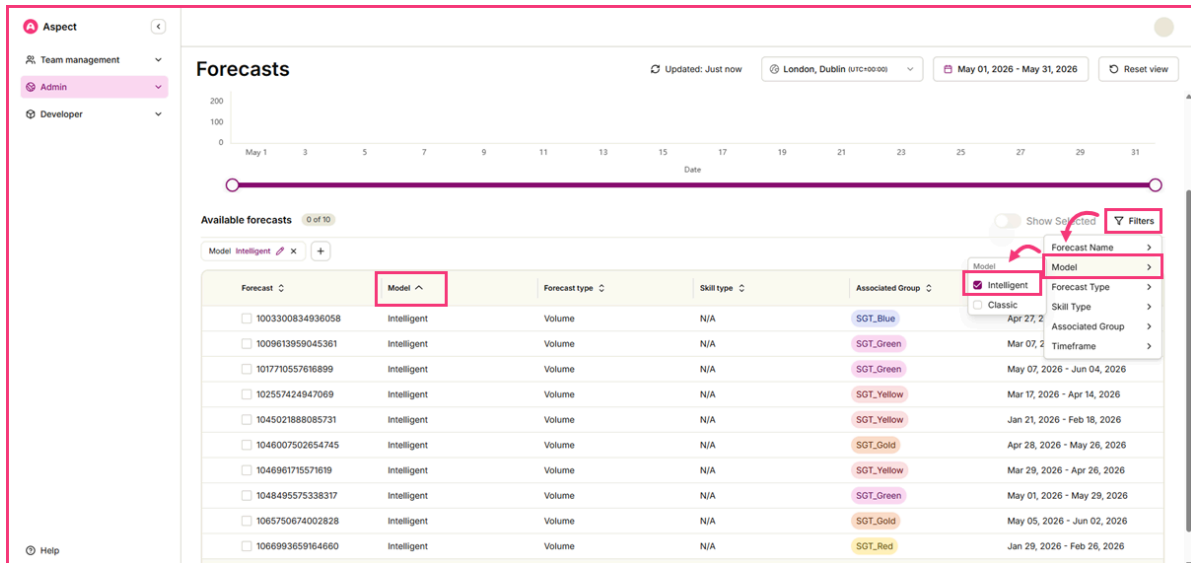 Aspect
Team management
Admin
Developer
Help
Forecasts
Updated: Just now
London, Dublin (UTC+00:00)
May 01, 2026 - May 31, 2026
Reset view
200
100
0
May 1 3 5 7 9 11 13 15 17 19 21 23 25 27 29 31
Date
Available forecasts 0 of 10
Show Selected
Filters
Model Intelligent
Forecast Name
Model
Forecast Type
Skill Type
Associated Group
Timeframe
Model
Intelligent
Classic
Forecast Model Forecast type Skill type Associated Group
1003300834936058 Intelligent Volume N/A SGT_Blue Apr 27, 2
1009613959045361 Intelligent Volume N/A SGT_Green Mar 07, 2
1017710557616899 Intelligent Volume N/A SGT_Green May 07, 2026 - Jun 04, 2026
102557424947069 Intelligent Volume N/A SGT_Yellow Mar 17, 2026 - Apr 14, 2026
1045021888085731 Intelligent Volume N/A SGT_Yellow Jan 21, 2026 - Feb 18, 2026
1046007502654745 Intelligent Volume N/A SGT_Gold Apr 28, 2026 - May 26, 2026
1046961715571619 Intelligent Volume N/A SGT_Yellow Mar 29, 2026 - Apr 26, 2026
1048495575338317 Intelligent Volume N/A SGT_Green May 01, 2026 - May 29, 2026
1065750674002828 Intelligent Volume N/A SGT_Gold May 05, 2026 - Jun 02, 2026
1066993659164660 Intelligent Volume N/A SGT_Red Jan 29, 2026 - Feb 26, 2026